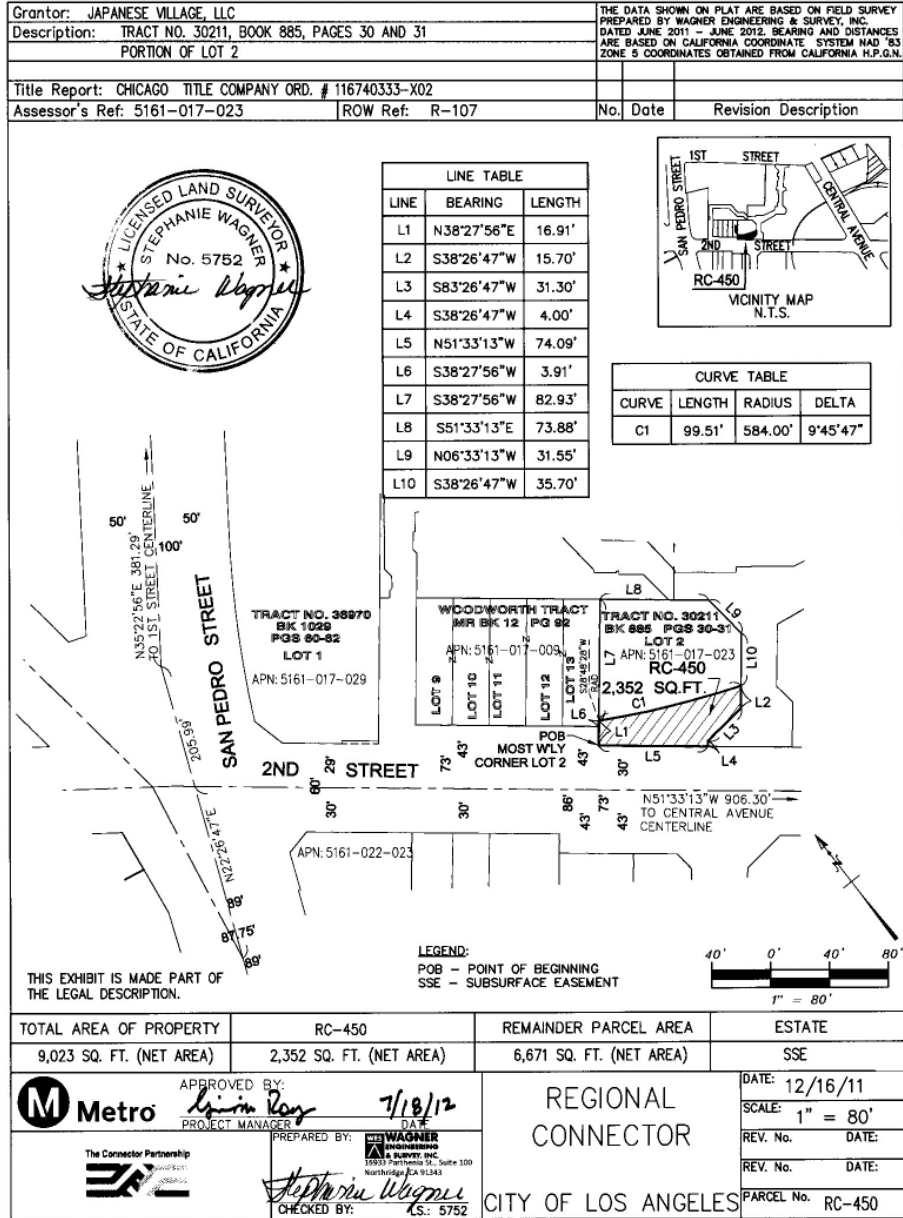 Grantor: JAPANESE VILLAGE, LLC
Description: TRACT NO. 30211, BOOK 885, PAGES 30 AND 31
PORTION OF LOT 2
Title Report: CHICAGO TITLE COMPANY ORD. # 116740333-X02
Assessor's Ref: 5161-017-023 ROW Ref: R-107
THE DATA SHOWN ON PLAT ARE BASED ON FIELD SURVEY
PREPARED BY WAGNER ENGINEERING & SURVEY, INC.
DATED JUNE 2011 - JUNE 2012. BEARING AND DISTANCES
ARE BASED ON CALIFORNIA COORDINATE SYSTEM NAD '83
ZONE 5 COORDINATES OBTAINED FROM CALIFORNIA H.P.G.N.
No. Date Revision Description
LICENSED LAND SURVEYOR
STEPHANIE WAGNER
No. 5752
Stephanie Wagner
STATE OF CALIFORNIA
LINE TABLE
LINE BEARING LENGTH
L1 N38°27'56"E 16.91'
L2 S38°26'47"W 15.70'
L3 S83°26'47"W 31.30'
L4 S38°26'47"W 4.00'
L5 N51°33'13"W 74.09'
L6 S38°27'56"W 3.91'
L7 S38°27'56"W 82.93'
L8 S51°33'13"E 73.88'
L9 N06°33'13"W 31.55'
L10 S38°26'47"W 35.70'
1ST STREET
SAN PEDRO STREET
CENTRAL AVENUE
2ND STREET
RC-450
VICINITY MAP
N.T.S.
CURVE TABLE
CURVE LENGTH RADIUS DELTA
C1 99.51' 584.00' 9°45'47"
50' 50'
100'
N35°22'56"E 381.29'
TO 1ST STREET CENTERLINE
SAN PEDRO STREET
205.99'
N22°26'47"E
89'
87.75'
89'
TRACT NO. 38970
BK 1029
PGS 60-62
LOT 1
APN: 5161-017-029
WOODWORTH TRACT
MR BK 12 PG 92
APN: 5161-017-009
LOT 9
LOT 10
LOT 11
LOT 12
LOT 13
S28°48'28"W
RAD
L8
L9
L7
L10
TRACT NO. 30211
BK 885 PGS 30-31
LOT 2
APN: 5161-017-023
RC-450
2,352 SQ.FT.
C1
L2
L6
L1
L3
L5
L4
POB
MOST W'LY
CORNER LOT 2
2ND STREET
60'
29'
30'
73'
43'
30'
43'
30'
86'
43'
73'
43'
N51°33'13"W 906.30'
TO CENTRAL AVENUE
CENTERLINE
APN: 5161-022-023
N
LEGEND:
POB - POINT OF BEGINNING
SSE - SUBSURFACE EASEMENT
THIS EXHIBIT IS MADE PART OF
THE LEGAL DESCRIPTION.
40' 0' 40' 80'
1" = 80'
TOTAL AREA OF PROPERTY RC-450 REMAINDER PARCEL AREA ESTATE
9,023 SQ. FT. (NET AREA) 2,352 SQ. FT. (NET AREA) 6,671 SQ. FT. (NET AREA) SSE
M Metro
The Connector Partnership
APPROVED BY:
7/18/12
PROJECT MANAGER DATE
PREPARED BY:
WES WAGNER
ENGINEERING
& SURVEY, INC.
16933 Parthenia St., Suite 100
Northridge, CA 91343
Stephanie Wagner
CHECKED BY: LS.: 5752
REGIONAL
CONNECTOR
CITY OF LOS ANGELES
DATE: 12/16/11
SCALE: 1" = 80'
REV. No. DATE:
REV. No. DATE:
PARCEL No. RC-450